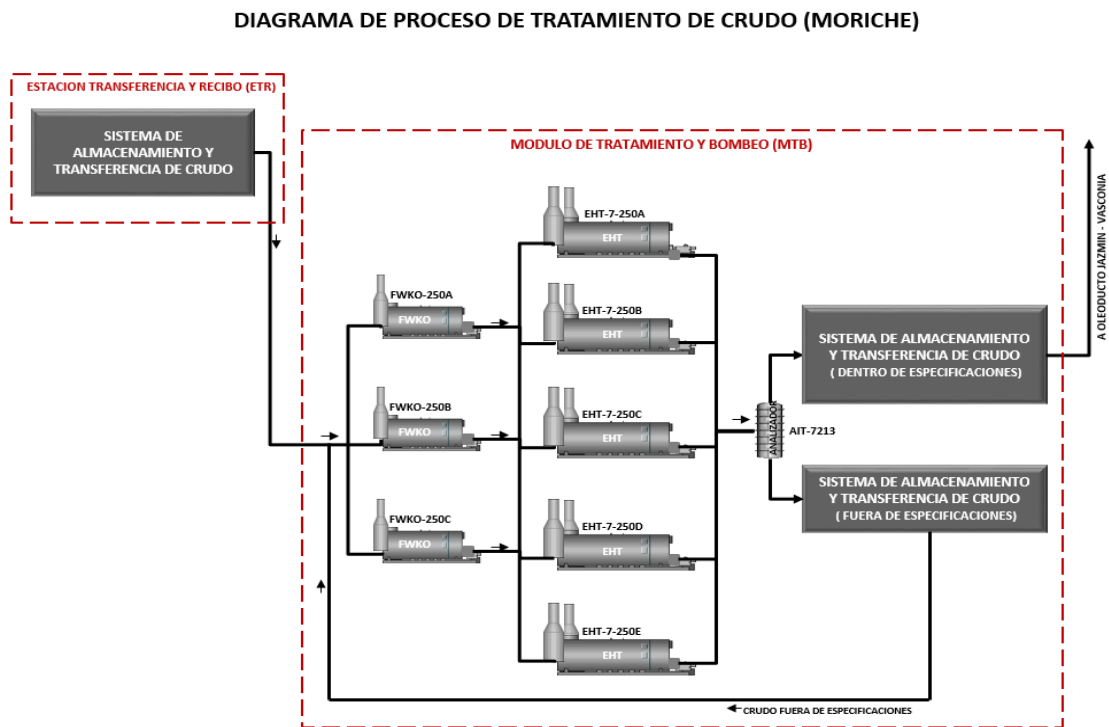 DIAGRAMA DE PROCESO DE TRATAMIENTO DE CRUDO (MORICHE)
ESTACION TRANSFERENCIA Y RECIBO (ETR)
SISTEMA DE
ALMACENAMIENTO Y
TRANSFERENCIA DE CRUDO
MODULO DE TRATAMIENTO Y BOMBEO (MTB)
FWKO-250A
FWKO
FWKO-250B
FWKO
FWKO-250C
FWKO
EHT-7-250A
EHT
EHT-7-250B
EHT
EHT-7-250C
EHT
EHT-7-250D
EHT
EHT-7-250E
EHT
ANALIZADOR
AIT-7213
SISTEMA DE ALMACENAMIENTO
Y TRANSFERENCIA DE CRUDO
( DENTRO DE ESPECIFICACIONES)
SISTEMA DE ALMACENAMIENTO
Y TRANSFERENCIA DE CRUDO
( FUERA DE ESPECIFICACIONES)
A OLEODUCTO JAZMIN - VASCONIA
CRUDO FUERA DE ESPECIFICACIONES